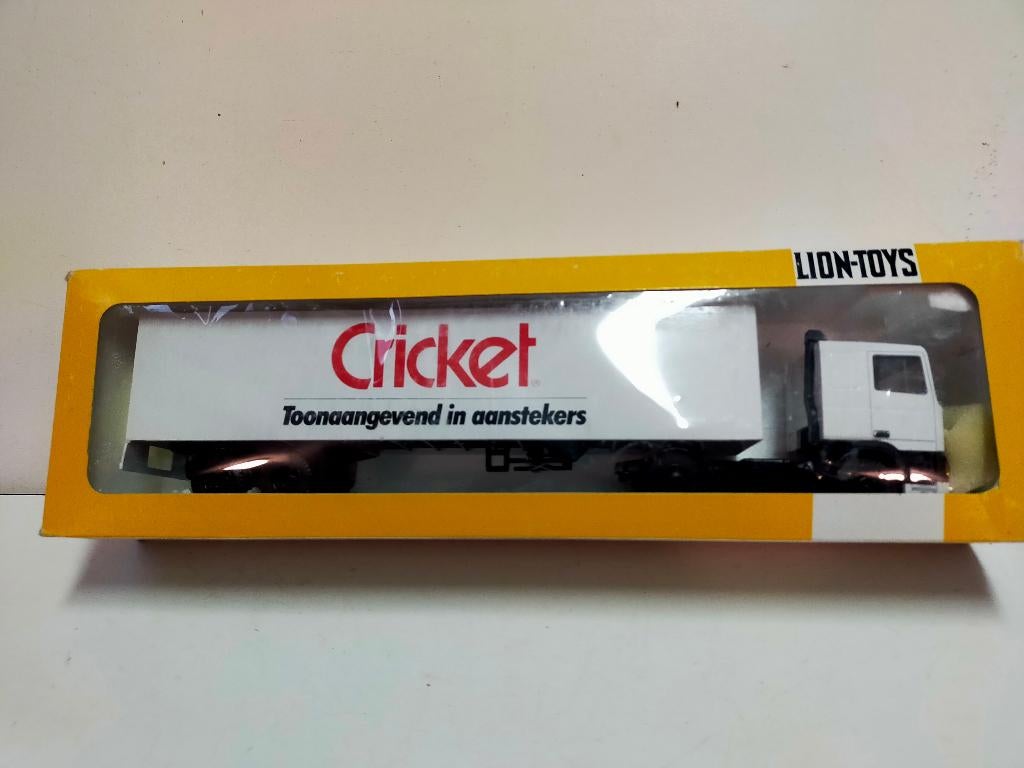 LION-TOYS
Cricket®
Toonaangevend in aanstekers